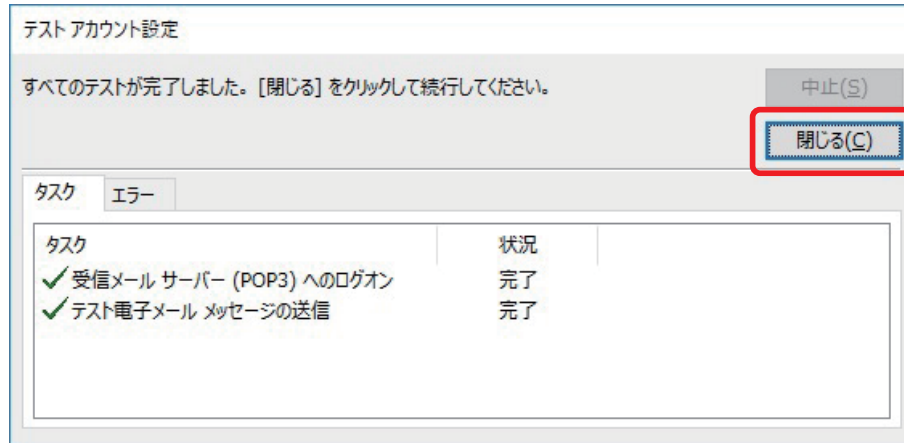 テスト アカウント設定
すべてのテストが完了しました。[閉じる] をクリックして続行してください。
中止(S)
閉じる(C)
タスク エラー
タスク 状況
受信メール サーバー (POP3) へのログオン 完了
テスト電子メール メッセージの送信 完了